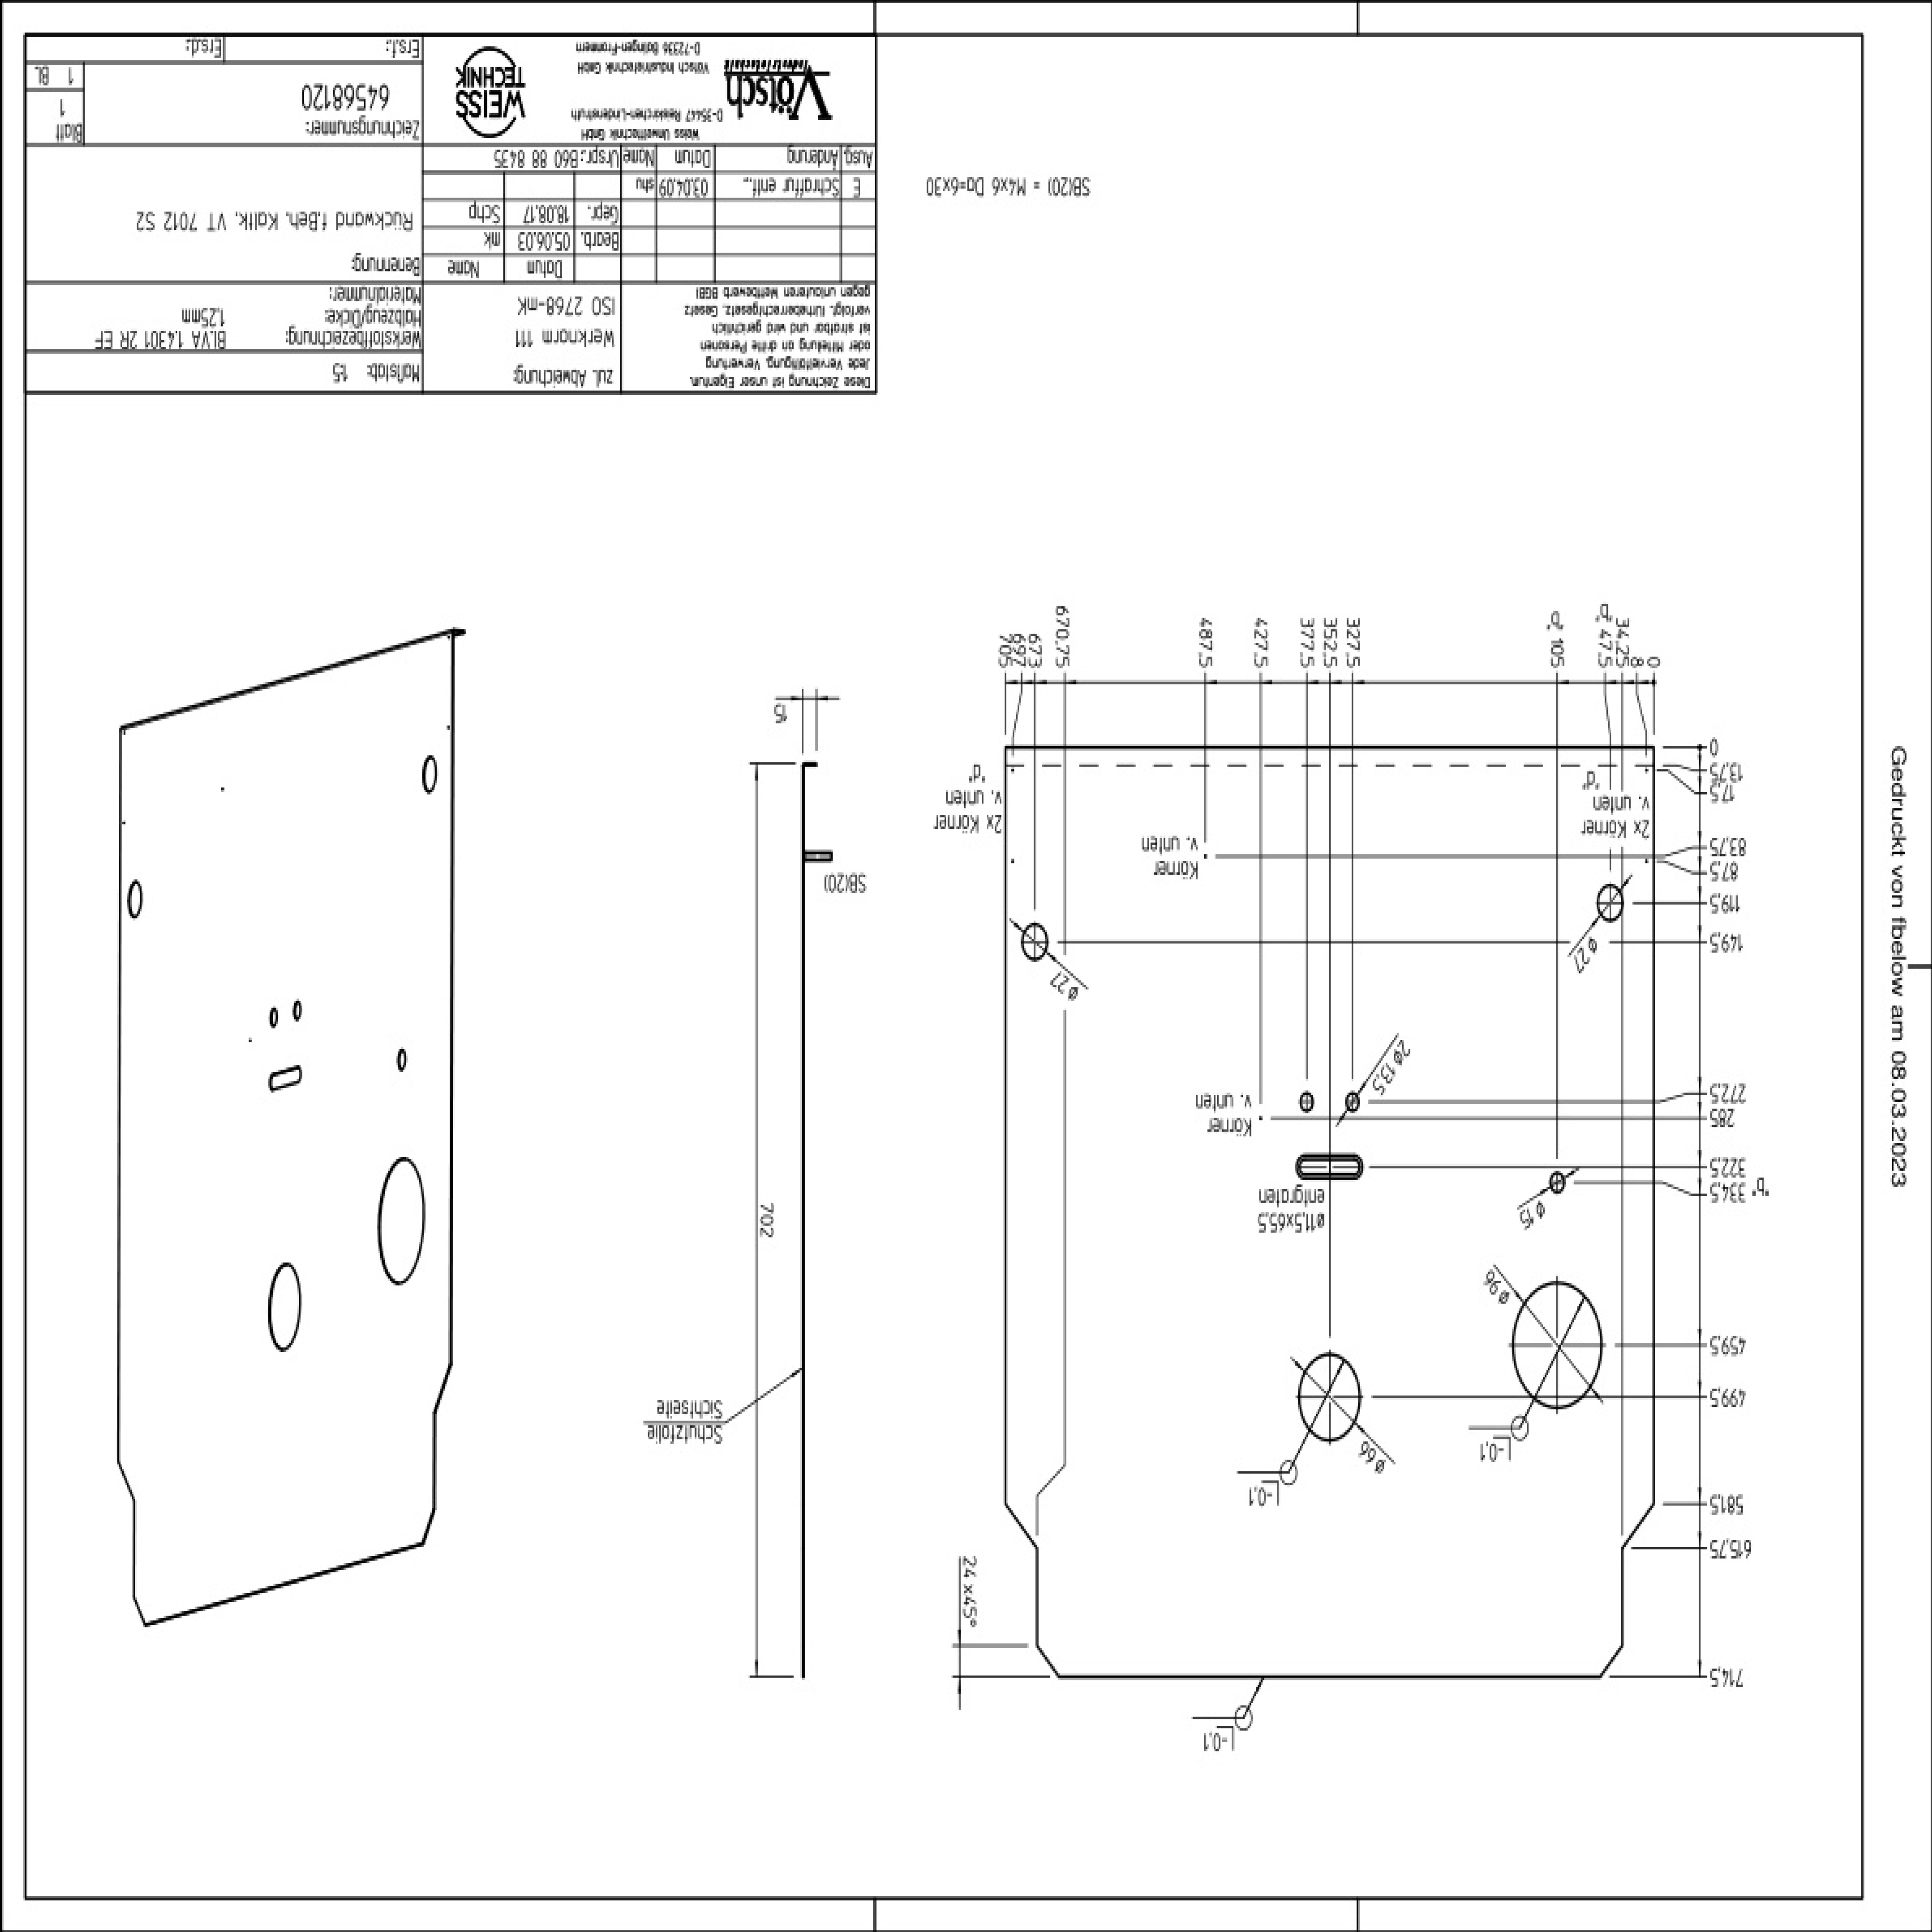 Gedruckt von fbelow am 08.03.2023
714,5
615,75
581,5
499,5
459,5
334,5 "b"
322,5
285
272,5
149,5
119,5
87,5
83,75
17,5
13,75
0
24 x45°
-0,1
-0,1
-0,1
ø 66
ø 96
ø 15
ø11,5x65,5
entgraten
Körner
v. unten
2ø 13,5
ø 27
ø 27
Körner
v. unten
2x Körner
v. unten
"d"
2x Körner
v. unten
"d"
0
8
34,25
47,5 "b"
105 "b"
327,5
352,5
377,5
427,5
487,5
670,75
673
697
705
Schutzfolie
Sichtseite
702
SB(20)
15
SB(20) = M4x6 Da=6x30
Diese Zeichnung ist unser Eigentum.
Jede Vervielfältigung, Verwertung
oder Mitteilung an dritte Personen
ist strafbar und wird gerichtlich
verfolgt. (Urheberrechtgesetz, Gesetz
gegen unlauteren Wettbewerb BGB)
zul. Abweichung:
Werknorm 111
ISO 2768-mK
Maßstab: 1:5
Werkstoffbezeichnung: BLVA 1.4301 2R EF
Halbzeug/Dicke: 1,25mm
Materialnummer:
Datum Name
Bearb. 05.06.03 mk
Gepr. 18.08.17 Schp
Benennung:
Rückwand f.Beh. Kaltk. VT 7012 S2
E Schraffur entf.,. 03.04.09 shu
Ausg. Änderung Datum Name Urspr.: B60 88 8435
Vötsch
Industrietechnik
Weiss Umwelttechnik GmbH
D-35447 Reiskirchen-Lindenstruth
Vötsch Industrietechnik GmbH
D-72336 Balingen-Frommern
WEISS
TECHNIK
Zeichnungsnummer:
64568120
Blatt
1
1 Bl.
Ers.f.:
Ers.d.: